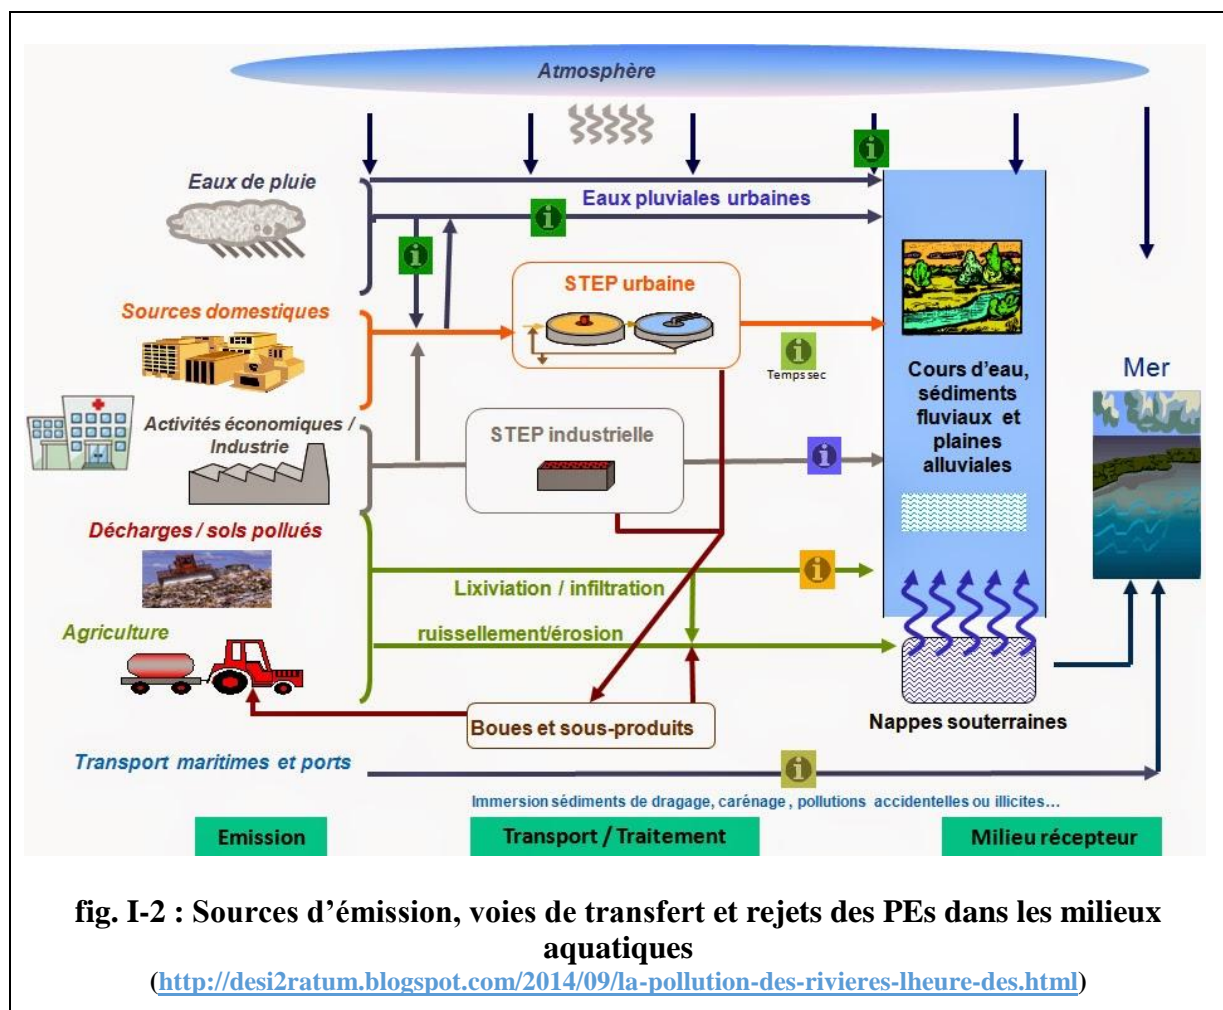 Atmosphère
Eaux de pluie
Eaux pluviales urbaines
STEP urbaine
Sources domestiques
Temps sec
Cours d'eau,
sédiments
fluviaux et
plaines
alluviales
Mer
Activités économiques /
Industrie
STEP industrielle
Décharges / sols pollués
Lixiviation / infiltration
Agriculture
ruissellement/érosion
Nappes souterraines
Boues et sous-produits
Transport maritimes et ports
Immersion sédiments de dragage, carénage , pollutions accidentelles ou illicites...
Emission
Transport / Traitement
Milieu récepteur
fig. I-2 : Sources d'émission, voies de transfert et rejets des PEs dans les milieux
aquatiques
(http://desi2ratum.blogspot.com/2014/09/la-pollution-des-rivieres-lheure-des.html)